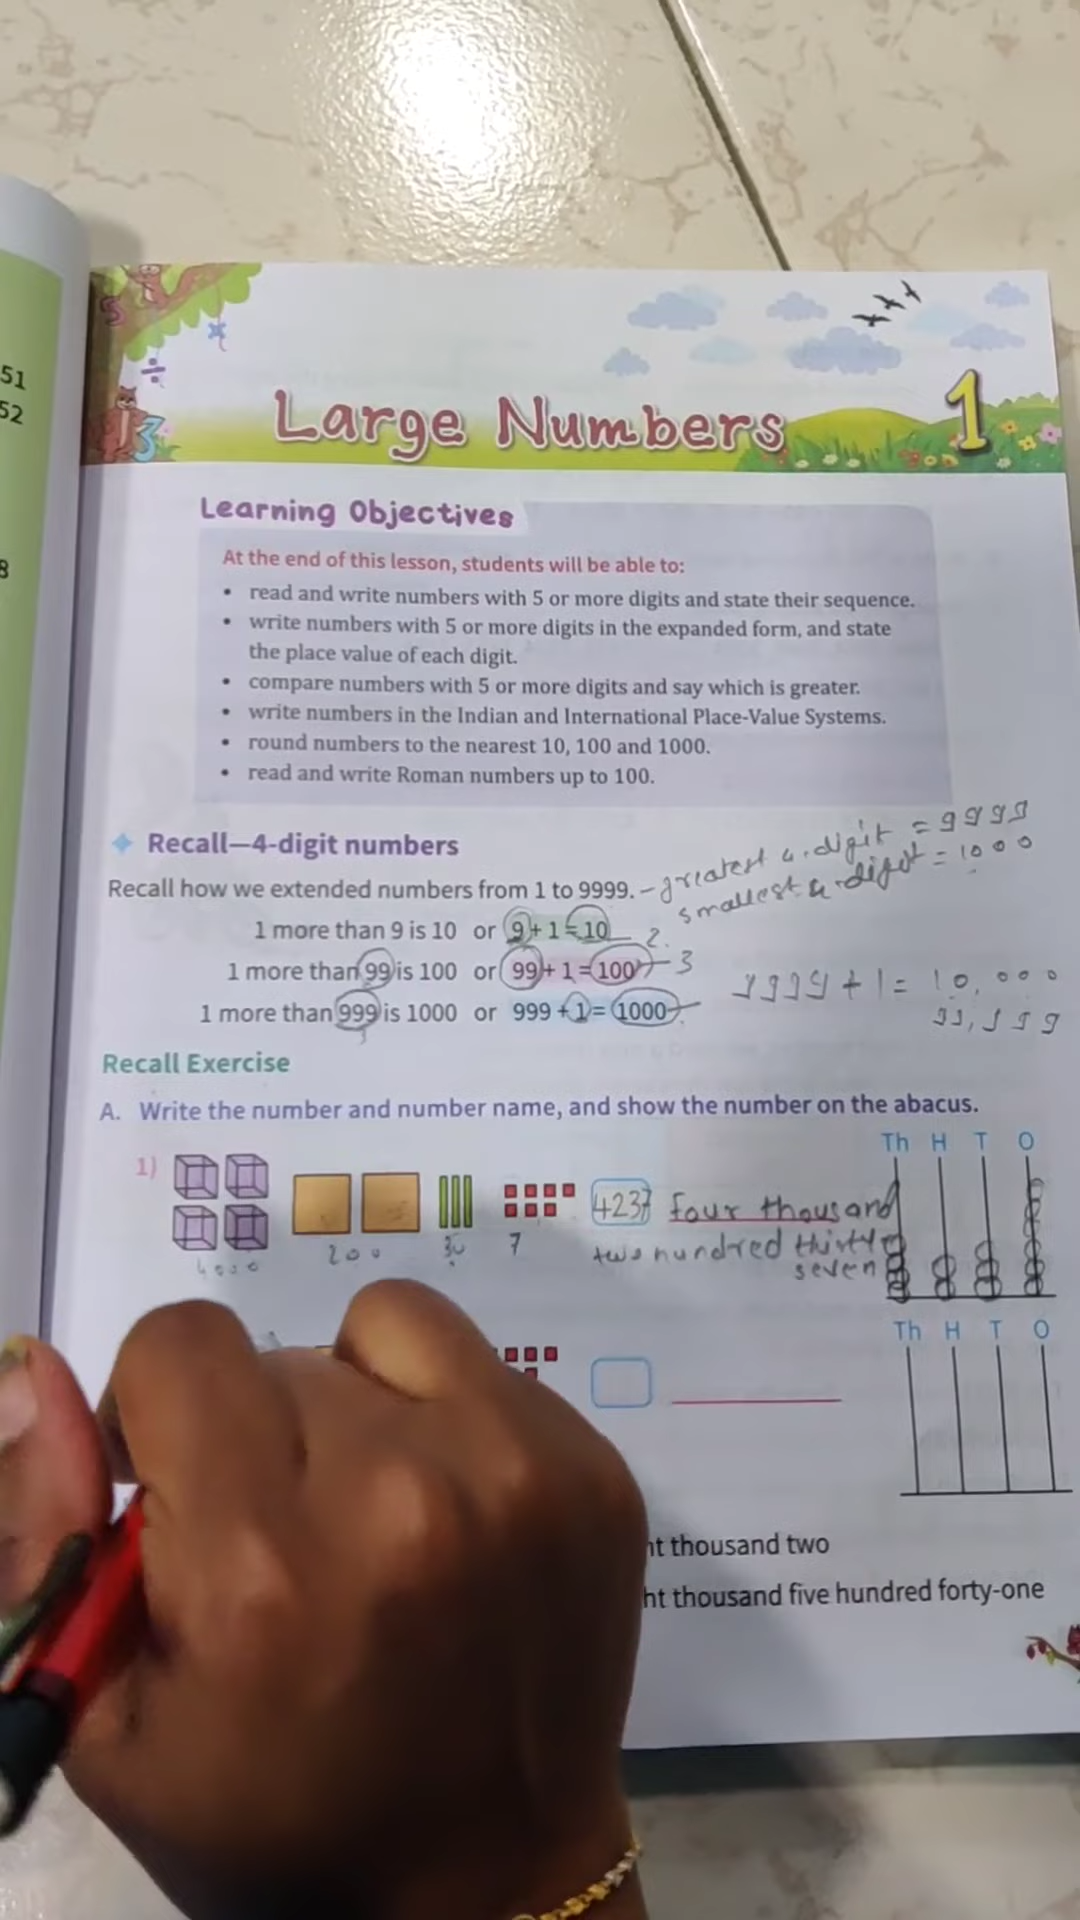 51
52
8
Large Numbers 1
Learning Objectives
At the end of this lesson, students will be able to:
• read and write numbers with 5 or more digits and state their sequence.
• write numbers with 5 or more digits in the expanded form, and state
the place value of each digit.
• compare numbers with 5 or more digits and say which is greater.
• write numbers in the Indian and International Place-Value Systems.
• round numbers to the nearest 10, 100 and 1000.
• read and write Roman numbers up to 100.
Recall—4-digit numbers
Recall how we extended numbers from 1 to 9999. - greatest 4.digit = 9999
smallest 4.digit = 1000
1 more than 9 is 10 or 9 + 1 = 10 2.
1 more than 99 is 100 or 99 + 1 = 100 3
1 more than 999 is 1000 or 999 + 1 = 1000
9999 + 1 = 10,000
99,999
Recall Exercise
A. Write the number and number name, and show the number on the abacus.
Th H T O
1) 4237 four thousand
4000 200 30 7 two hundred thirty
seven
Th H T O
thousand two
thousand five hundred forty-one